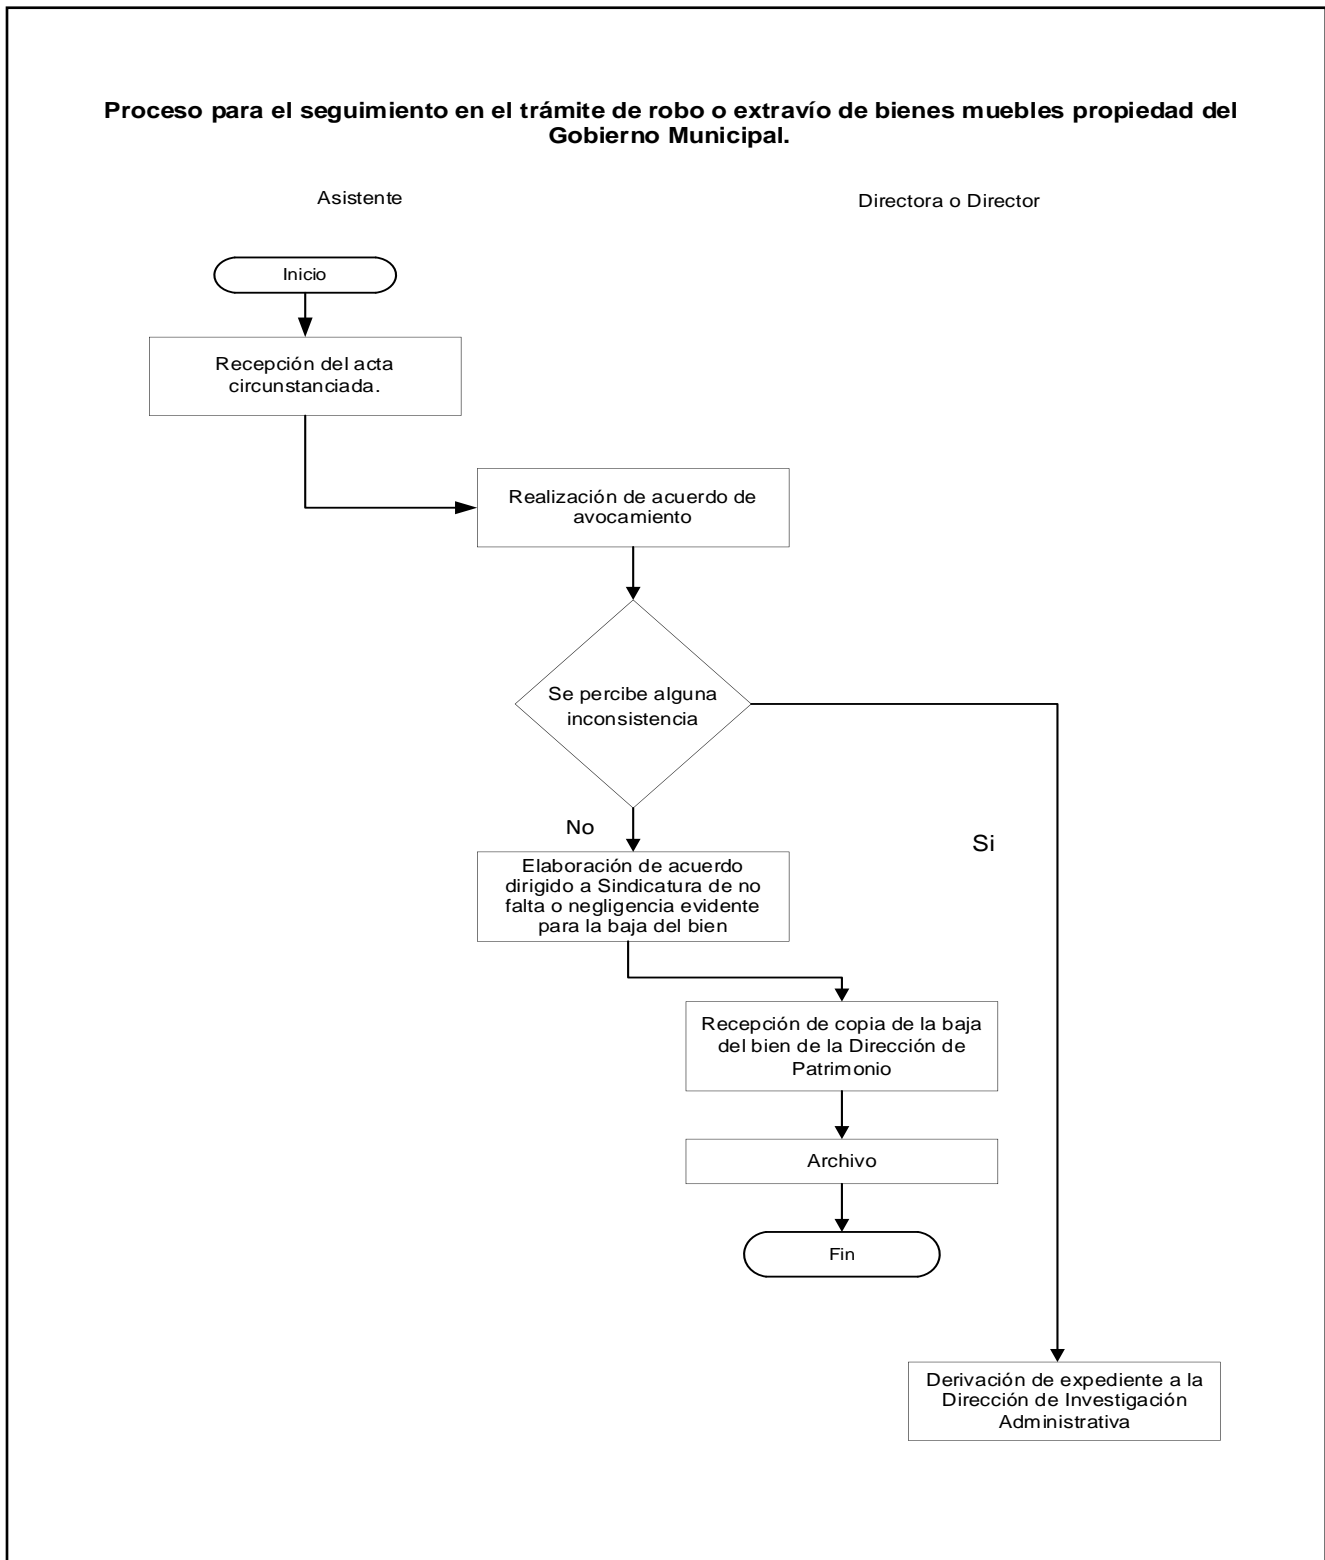 Proceso para el seguimiento en el trámite de robo o extravío de bienes muebles propiedad del
Gobierno Municipal.
Asistente
Directora o Director
Inicio
Recepción del acta
circunstanciada.
Realización de acuerdo de
avocamiento
Se percibe alguna
inconsistencia
No
Si
Elaboración de acuerdo
dirigido a Sindicatura de no
falta o negligencia evidente
para la baja del bien
Recepción de copia de la baja
del bien de la Dirección de
Patrimonio
Archivo
Fin
Derivación de expediente a la
Dirección de Investigación
Administrativa